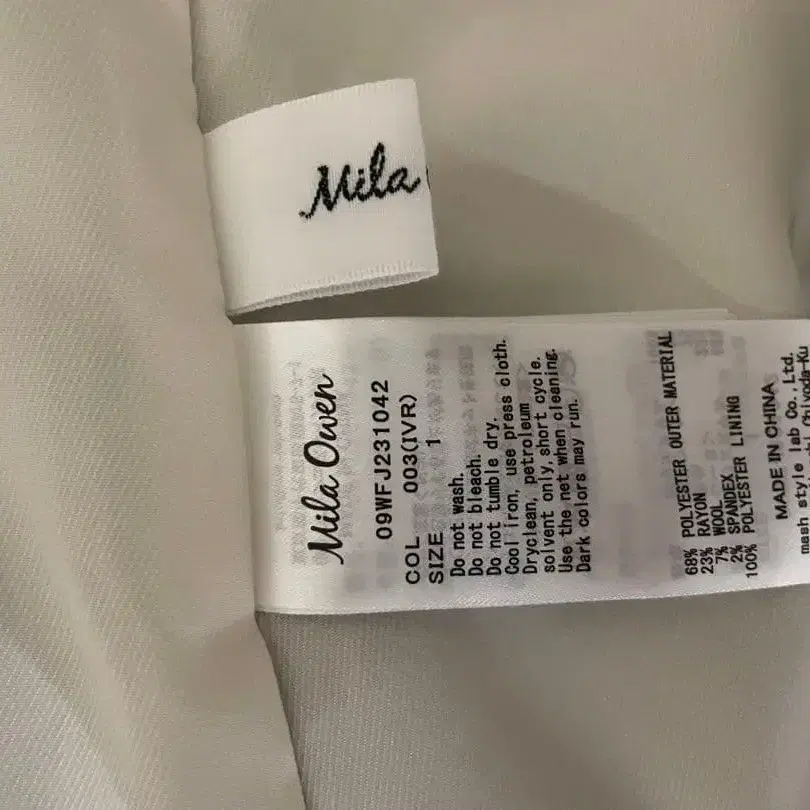 Mila
Mila Owen
09WFJ231042
COL 003(IVR)
SIZE 1
Do not wash.
Do not bleach.
Do not tumble dry.
Cool iron, use press cloth.
Dryclean, petroleum
solvent only, short cycle.
Use the net when cleaning.
Dark colors may run.
68% POLYESTER OUTER MATERIAL
23% RAYON
7% WOOL
2% SPANDEX
100% POLYESTER LINING
MADE IN CHINA
mash style lab Co., Ltd.
Chiyoda-Ku